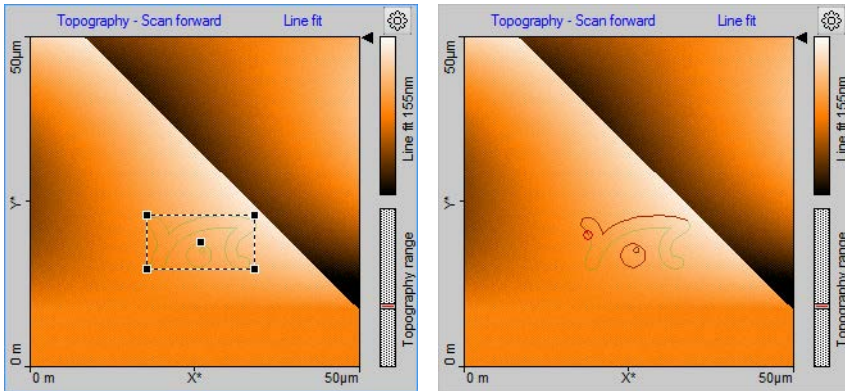 Topography - Scan forward Line fit
50µm
Y*
0 m
0 m X* 50µm
Line fit 155nm
Topography range
Topography - Scan forward Line fit
50µm
Y*
0 m
0 m X* 50µm
Line fit 155nm
Topography range